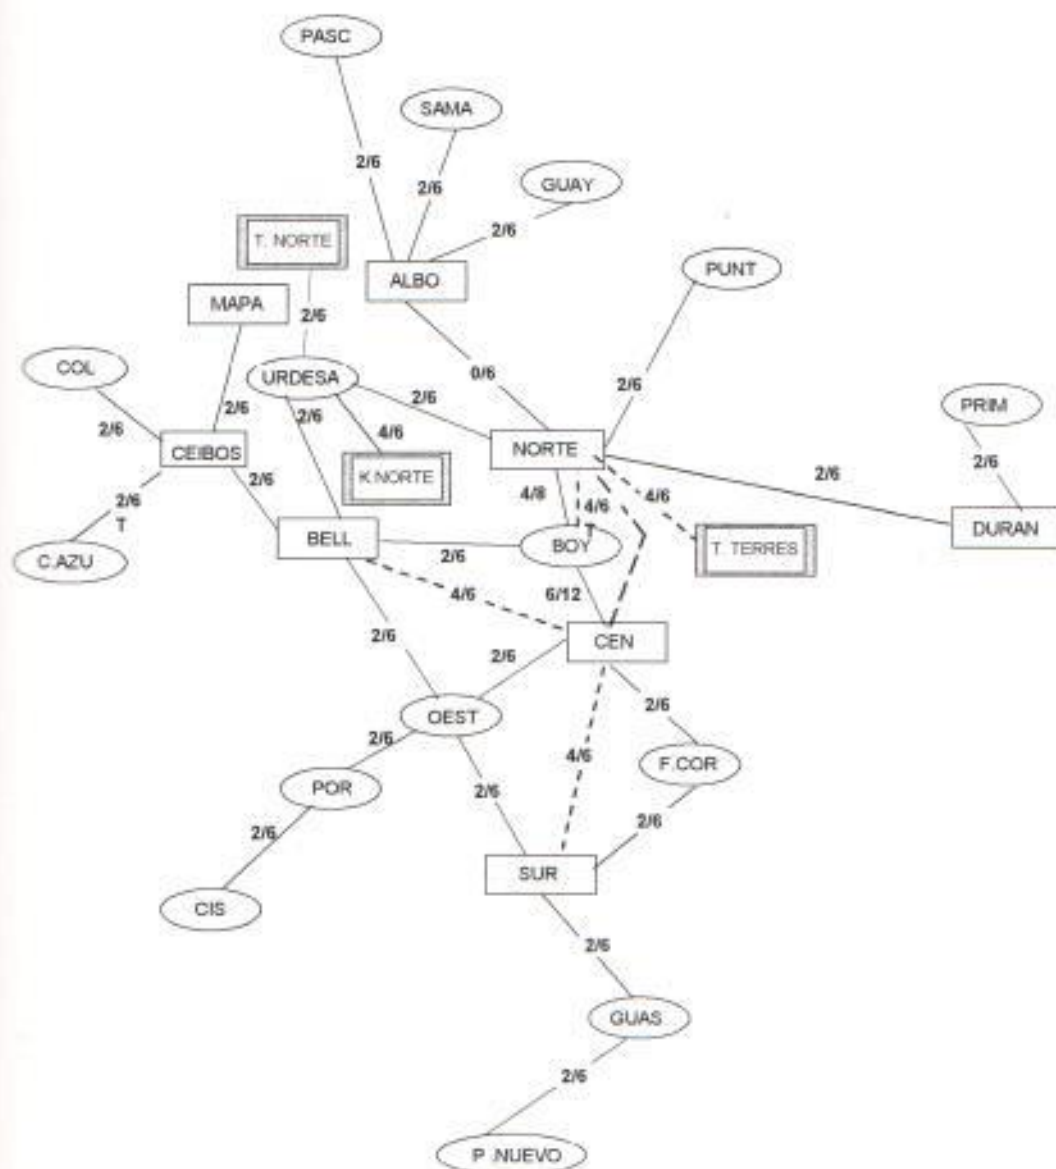 PASC
SAMA
2/6
GUAY
2/6
2/6
T. NORTE
PUNT
ALBO
MAPA
2/6
COL
URDESA
0/6
2/6
2/6
2/6
2/6
PRIM
2/6
4/6
CEIBOS
NORTE
2/6
2/6
2/6
K.NORTE
4/8
4/6
4/6
2/6
T
T
DURAN
BELL
BOY
T. TERRES
C.AZU
2/6
4/6
6/12
2/6
CEN
2/6
2/6
OEST
2/6
4/6
F.COR
POR
2/6
2/6
2/6
SUR
CIS
2/6
GUAS
2/6
P .NUEVO